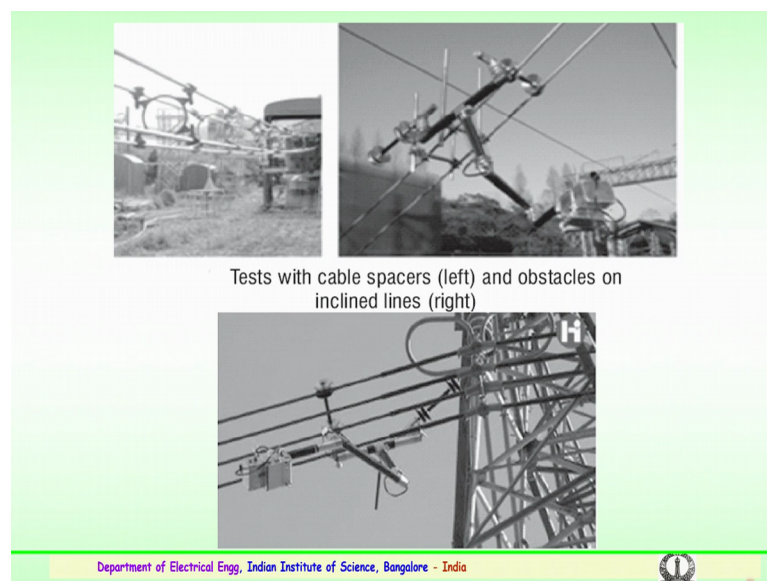 Tests with cable spacers (left) and obstacles on
inclined lines (right)
Hi
Department of Electrical Engg, Indian Institute of Science, Bangalore - India